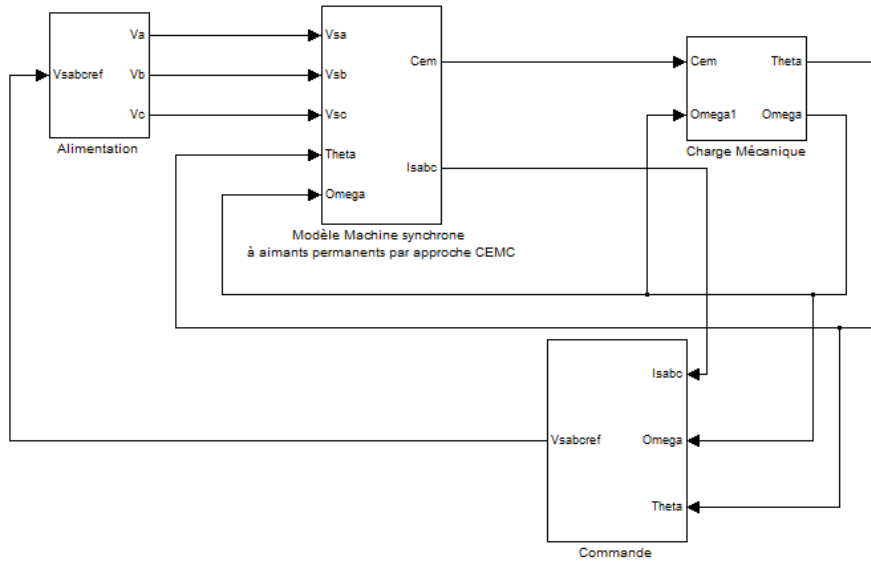 Vsabcref
Va
Vb
Vc
Alimentation
Vsa
Vsb
Vsc
Theta
Omega
Cem
Isabc
Modèle Machine synchrone
à aimants permanents par approche CEMC
Cem
Omega1
Theta
Omega
Charge Mécanique
Vsabcref
Isabc
Omega
Theta
Commande